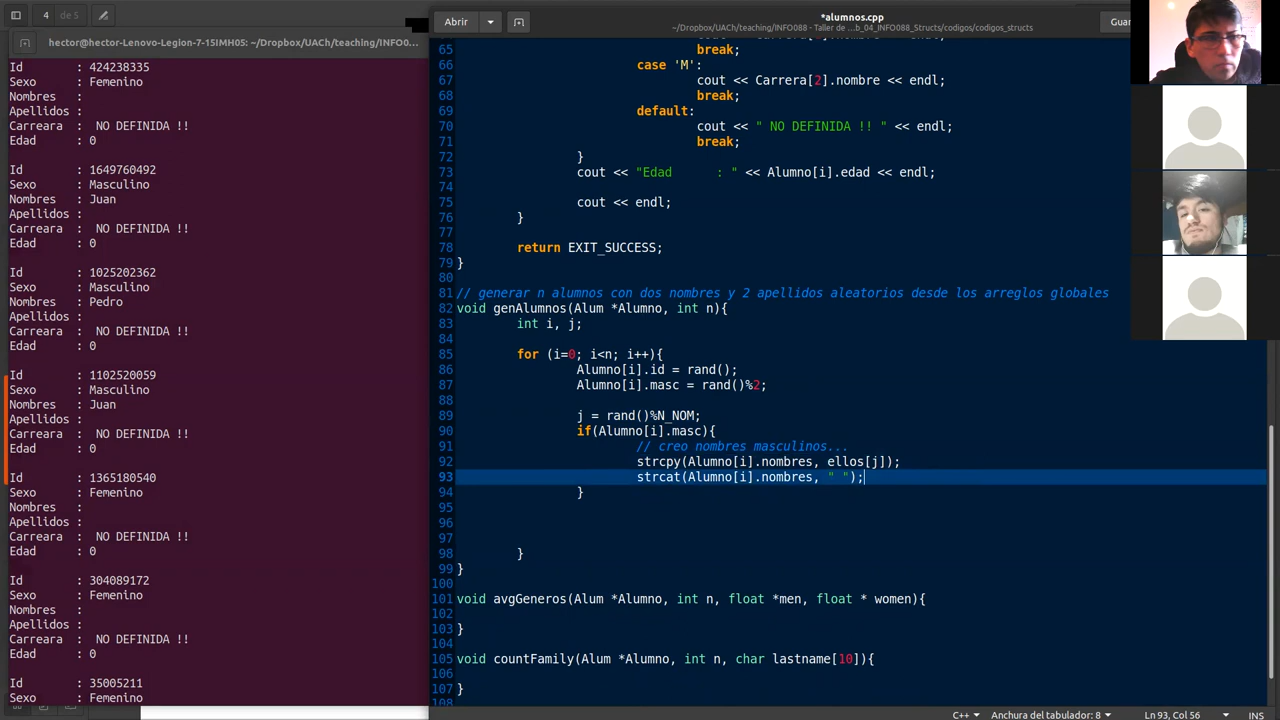 4 de 5
Abrir
*alumnos.cpp
~/Dropbox/UACh/teaching/INFO088 - Taller de ...b_04_INFO088_Structs/codigos/codigos_structs
Guar
hector@hector-Lenovo-Legion-7-15IMH05: ~/Dropbox/UACh/teaching/INFO0...
Id : 424238335
Sexo : Femenino
Nombres :
Apellidos :
Carreara : NO DEFINIDA !!
Edad : 0
Id : 1649760492
Sexo : Masculino
Nombres : Juan
Apellidos :
Carreara : NO DEFINIDA !!
Edad : 0
Id : 1025202362
Sexo : Masculino
Nombres : Pedro
Apellidos :
Carreara : NO DEFINIDA !!
Edad : 0
Id : 1102520059
Sexo : Masculino
Nombres : Juan
Apellidos :
Carreara : NO DEFINIDA !!
Edad : 0
Id : 1365180540
Sexo : Femenino
Nombres :
Apellidos :
Carreara : NO DEFINIDA !!
Edad : 0
Id : 304089172
Sexo : Femenino
Nombres :
Apellidos :
Carreara : NO DEFINIDA !!
Edad : 0
Id : 35005211
Sexo : Femenino
65 break;
66 case 'M':
67 cout << Carrera[2].nombre << endl;
68 break;
69 default:
70 cout << " NO DEFINIDA !! " << endl;
71 break;
72 }
73 cout << "Edad : " << Alumno[i].edad << endl;
74
75 cout << endl;
76 }
77
78 return EXIT_SUCCESS;
79 }
80
81 // generar n alumnos con dos nombres y 2 apellidos aleatorios desde los arreglos globales
82 void genAlumnos(Alum *Alumno, int n){
83 int i, j;
84
85 for (i=0; i<n; i++){
86 Alumno[i].id = rand();
87 Alumno[i].masc = rand()%2;
88
89 j = rand()%N_NOM;
90 if(Alumno[i].masc){
91 // creo nombres masculinos...
92 strcpy(Alumno[i].nombres, ellos[j]);
93 strcat(Alumno[i].nombres, " ");
94 }
95
96
97
98 }
99 }
100
101 void avgGeneros(Alum *Alumno, int n, float *men, float * women){
102
103 }
104
105 void countFamily(Alum *Alumno, int n, char lastname[10]){
106
107 }
108
C++ Anchura del tabulador: 8 Ln 93, Col 56 INS